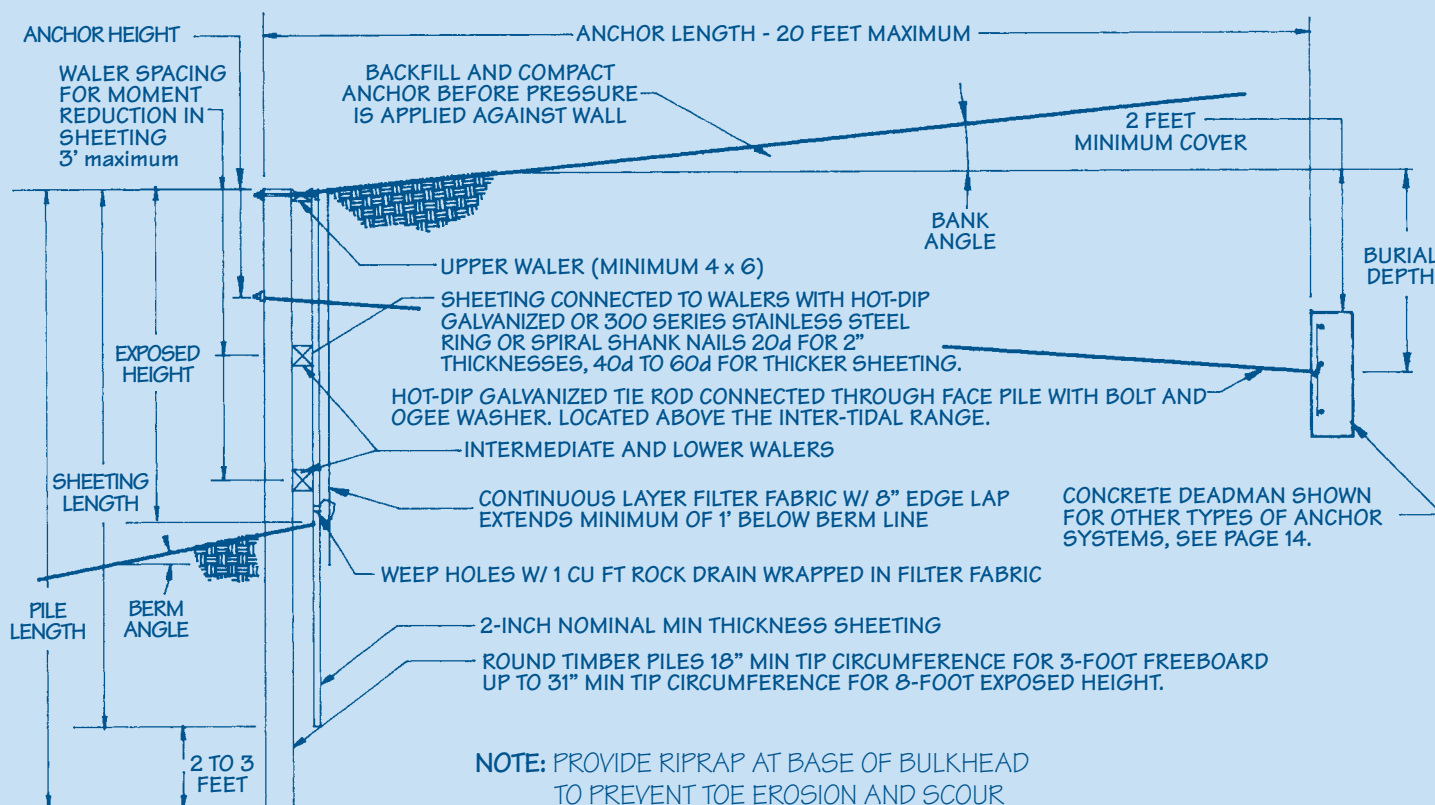 ANCHOR HEIGHT
ANCHOR LENGTH - 20 FEET MAXIMUM
WALER SPACING
FOR MOMENT
REDUCTION IN
SHEETING
3' maximum
BACKFILL AND COMPACT
ANCHOR BEFORE PRESSURE
IS APPLIED AGAINST WALL
2 FEET
MINIMUM COVER
BANK
ANGLE
BURIAL
DEPTH
UPPER WALER (MINIMUM 4 x 6)
SHEETING CONNECTED TO WALERS WITH HOT-DIP
GALVANIZED OR 300 SERIES STAINLESS STEEL
RING OR SPIRAL SHANK NAILS 20d FOR 2"
THICKNESSES, 40d TO 60d FOR THICKER SHEETING.
EXPOSED
HEIGHT
HOT-DIP GALVANIZED TIE ROD CONNECTED THROUGH FACE PILE WITH BOLT AND
OGEE WASHER. LOCATED ABOVE THE INTER-TIDAL RANGE.
INTERMEDIATE AND LOWER WALERS
SHEETING
LENGTH
CONTINUOUS LAYER FILTER FABRIC W/ 8" EDGE LAP
EXTENDS MINIMUM OF 1' BELOW BERM LINE
CONCRETE DEADMAN SHOWN
FOR OTHER TYPES OF ANCHOR
SYSTEMS, SEE PAGE 14.
WEEP HOLES W/ 1 CU FT ROCK DRAIN WRAPPED IN FILTER FABRIC
PILE
LENGTH
BERM
ANGLE
2-INCH NOMINAL MIN THICKNESS SHEETING
ROUND TIMBER PILES 18" MIN TIP CIRCUMFERENCE FOR 3-FOOT FREEBOARD
UP TO 31" MIN TIP CIRCUMFERENCE FOR 8-FOOT EXPOSED HEIGHT.
2 TO 3
FEET
NOTE: PROVIDE RIPRAP AT BASE OF BULKHEAD
TO PREVENT TOE EROSION AND SCOUR